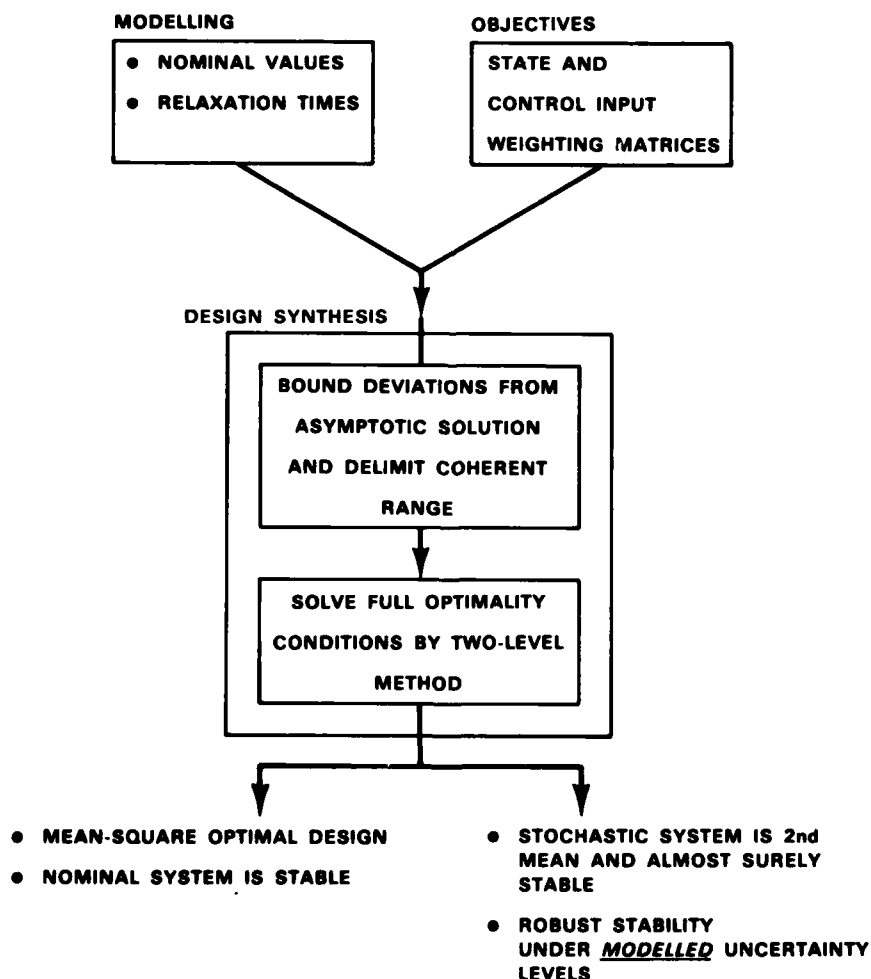 MODELLING
● NOMINAL VALUES
● RELAXATION TIMES
OBJECTIVES
STATE AND
CONTROL INPUT
WEIGHTING MATRICES
DESIGN SYNTHESIS
BOUND DEVIATIONS FROM
ASYMPTOTIC SOLUTION
AND DELIMIT COHERENT
RANGE
SOLVE FULL OPTIMALITY
CONDITIONS BY TWO-LEVEL
METHOD
● MEAN-SQUARE OPTIMAL DESIGN
● NOMINAL SYSTEM IS STABLE
● STOCHASTIC SYSTEM IS 2nd
MEAN AND ALMOST SURELY
STABLE
● ROBUST STABILITY
UNDER MODELLED UNCERTAINTY
LEVELS